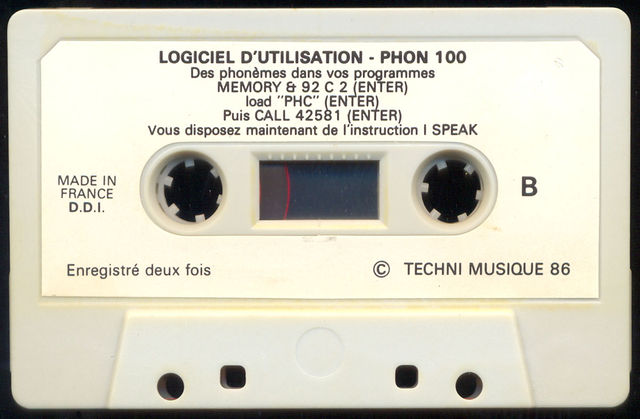 LOGICIEL D'UTILISATION - PHON 100
Des phonèmes dans vos programmes
MEMORY & 92 C 2 (ENTER)
load "PHC" (ENTER)
Puis CALL 42581 (ENTER)
Vous disposez maintenant de l'instruction I SPEAK
MADE IN
FRANCE
D.D.I.
B
Enregistré deux fois
© TECHNI MUSIQUE 86